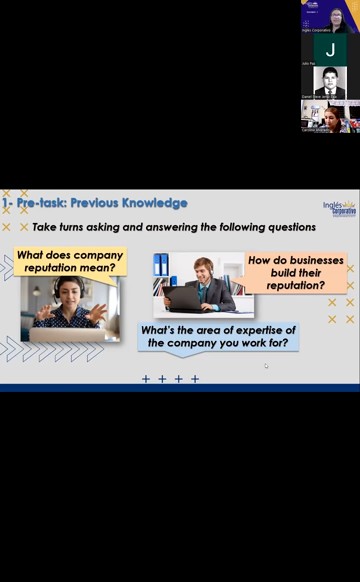 Inglés Corporativo
J
1- Pre-task: Previous Knowledge
Inglés
Corporativo
Take turns asking and answering the following questions
What does company
reputation mean?
How do businesses
build their
reputation?
What's the area of expertise of
the company you work for?